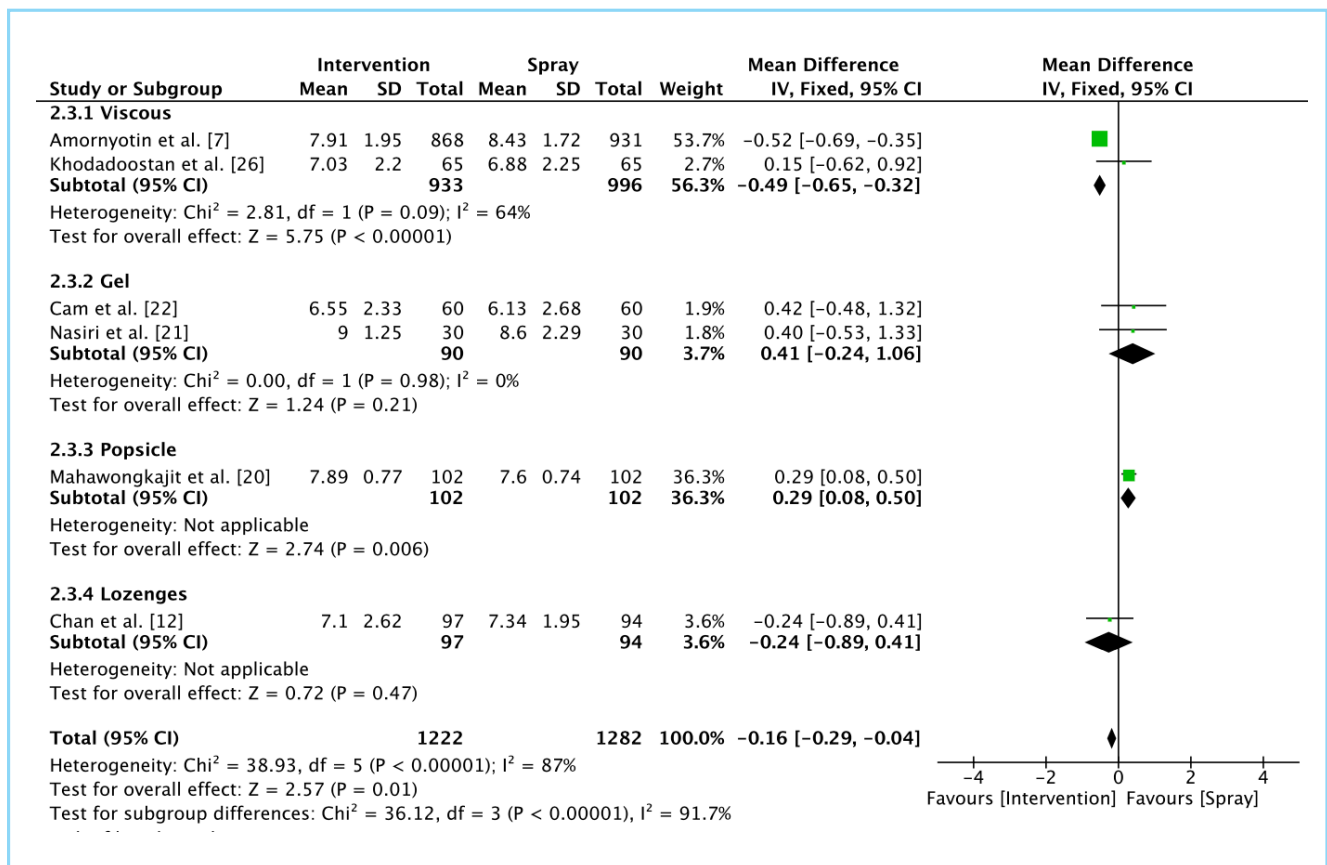 Intervention Spray Mean Difference Mean Difference
Study or Subgroup Mean SD Total Mean SD Total Weight IV, Fixed, 95% CI IV, Fixed, 95% CI
2.3.1 Viscous
Amornyotin et al. [7] 7.91 1.95 868 8.43 1.72 931 53.7% −0.52 [−0.69, −0.35]
Khodadoostan et al. [26] 7.03 2.2 65 6.88 2.25 65 2.7% 0.15 [−0.62, 0.92]
Subtotal (95% CI) 933 996 56.3% −0.49 [−0.65, −0.32]
Heterogeneity: Chi² = 2.81, df = 1 (P = 0.09); I² = 64%
Test for overall effect: Z = 5.75 (P < 0.00001)
2.3.2 Gel
Cam et al. [22] 6.55 2.33 60 6.13 2.68 60 1.9% 0.42 [−0.48, 1.32]
Nasiri et al. [21] 9 1.25 30 8.6 2.29 30 1.8% 0.40 [−0.53, 1.33]
Subtotal (95% CI) 90 90 3.7% 0.41 [−0.24, 1.06]
Heterogeneity: Chi² = 0.00, df = 1 (P = 0.98); I² = 0%
Test for overall effect: Z = 1.24 (P = 0.21)
2.3.3 Popsicle
Mahawongkajit et al. [20] 7.89 0.77 102 7.6 0.74 102 36.3% 0.29 [0.08, 0.50]
Subtotal (95% CI) 102 102 36.3% 0.29 [0.08, 0.50]
Heterogeneity: Not applicable
Test for overall effect: Z = 2.74 (P = 0.006)
2.3.4 Lozenges
Chan et al. [12] 7.1 2.62 97 7.34 1.95 94 3.6% −0.24 [−0.89, 0.41]
Subtotal (95% CI) 97 94 3.6% −0.24 [−0.89, 0.41]
Heterogeneity: Not applicable
Test for overall effect: Z = 0.72 (P = 0.47)
Total (95% CI) 1222 1282 100.0% −0.16 [−0.29, −0.04]
Heterogeneity: Chi² = 38.93, df = 5 (P < 0.00001); I² = 87%
Test for overall effect: Z = 2.57 (P = 0.01)
Test for subgroup differences: Chi² = 36.12, df = 3 (P < 0.00001), I² = 91.7%
−4 −2 0 2 4
Favours [Intervention] Favours [Spray]